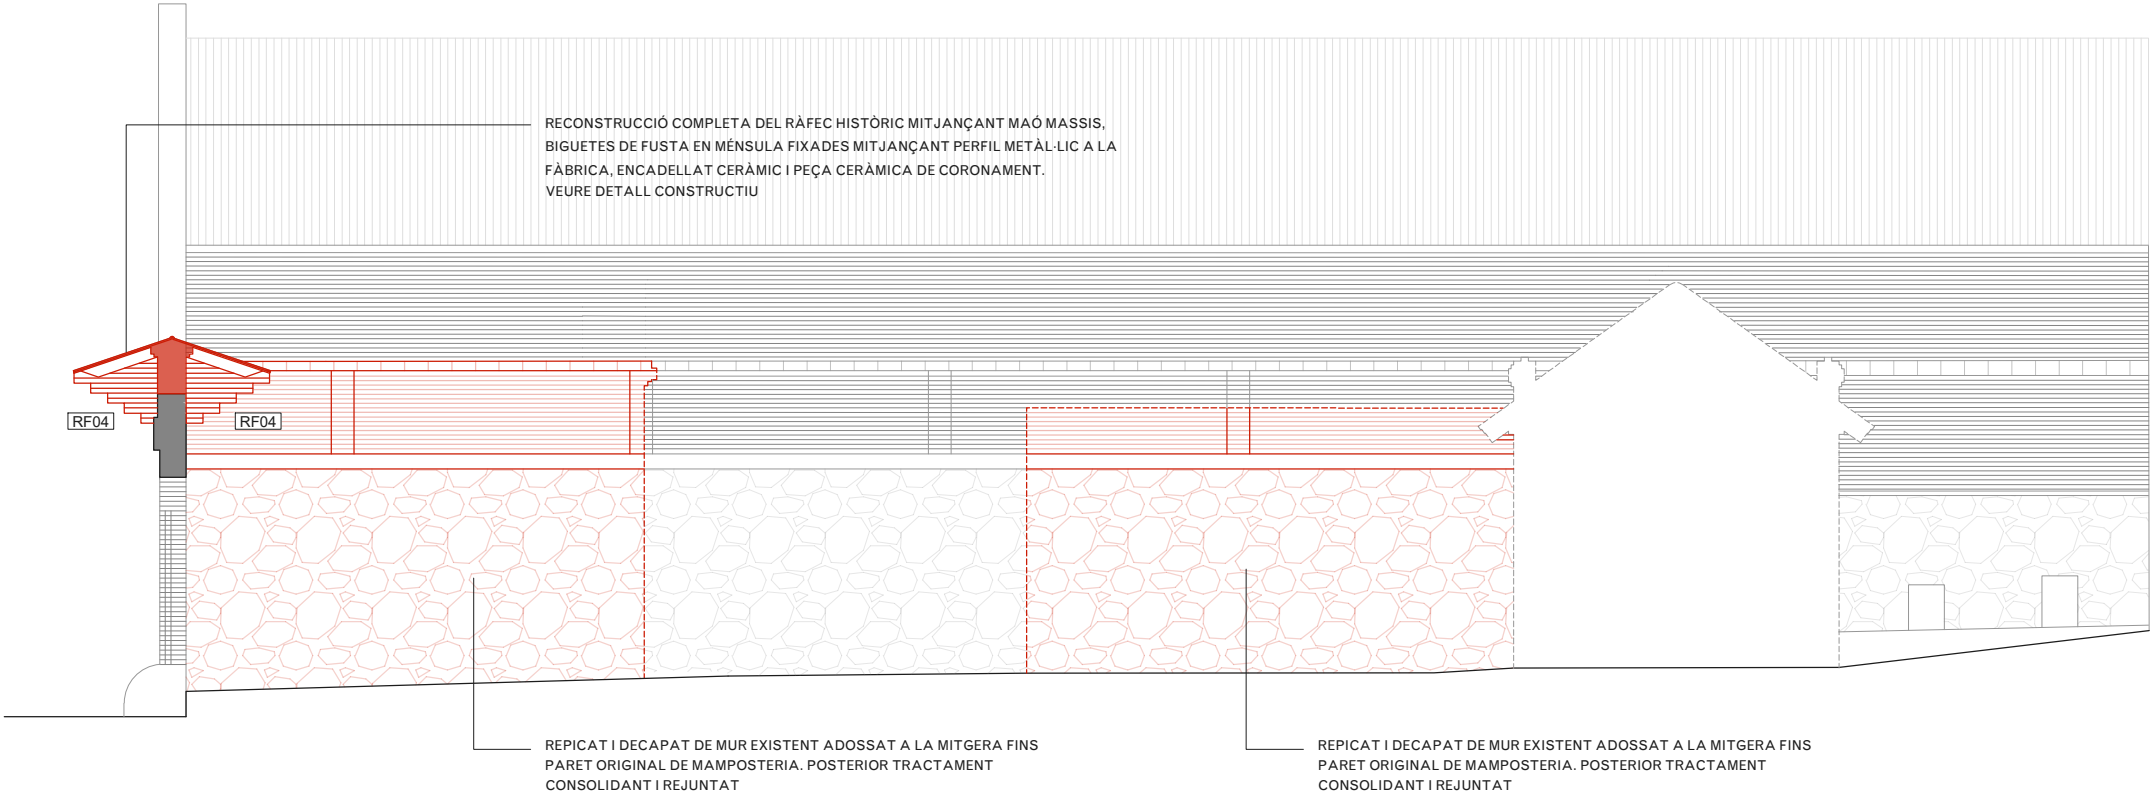 RECONSTRUCCIÓ COMPLETA DEL RÀFEC HISTÒRIC MITJANÇANT MAÓ MASSIS,
BIGUETES DE FUSTA EN MÉNSULA FIXADES MITJANÇANT PERFIL METÀL·LIC A LA
FÀBRICA, ENCADELLAT CERÀMIC I PEÇA CERÀMICA DE CORONAMENT.
VEURE DETALL CONSTRUCTIU
RF04
RF04
REPICAT I DECAPAT DE MUR EXISTENT ADOSSAT A LA MITGERA FINS
PARET ORIGINAL DE MAMPOSTERIA. POSTERIOR TRACTAMENT
CONSOLIDANT I REJUNTAT
REPICAT I DECAPAT DE MUR EXISTENT ADOSSAT A LA MITGERA FINS
PARET ORIGINAL DE MAMPOSTERIA. POSTERIOR TRACTAMENT
CONSOLIDANT I REJUNTAT